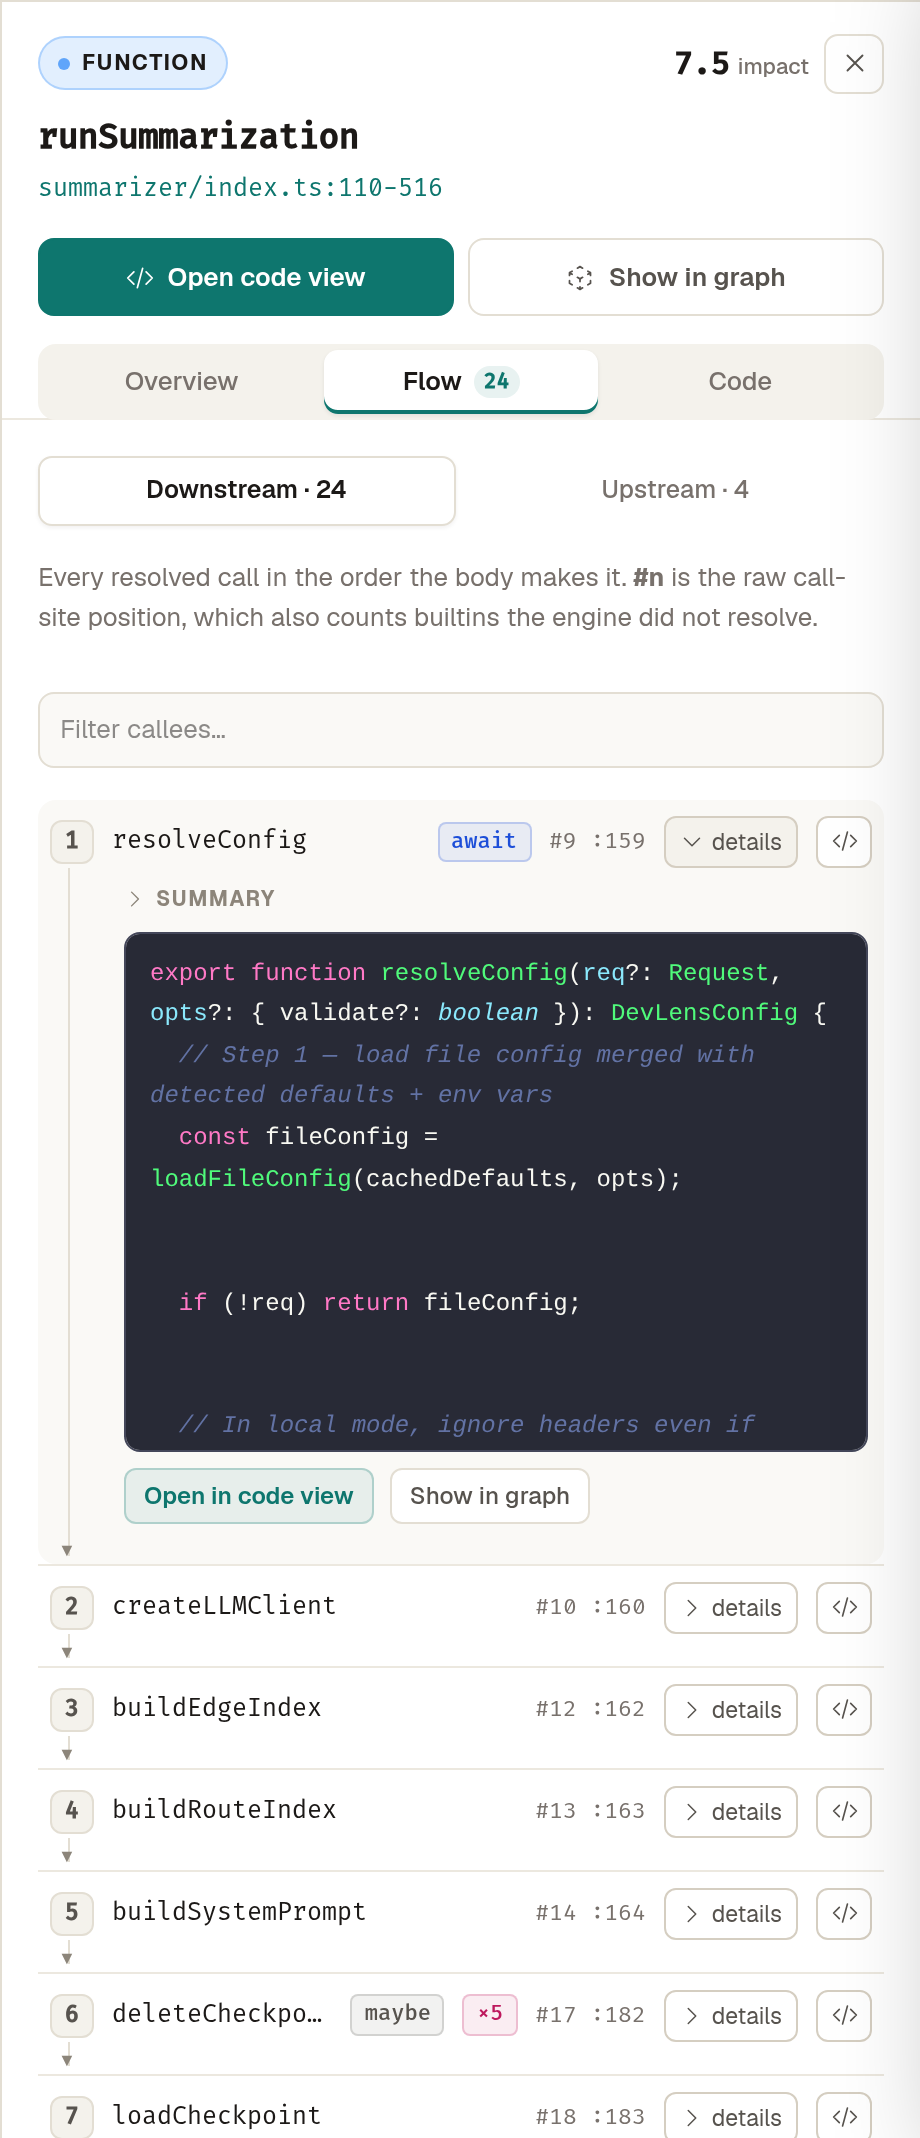 FUNCTION
7.5 impact
runSummarization
summarizer/index.ts:110-516
</> Open code view
Show in graph
Overview
Flow 24
Code
Downstream · 24
Upstream · 4
Every resolved call in the order the body makes it. #n is the raw call-
site position, which also counts builtins the engine did not resolve.
Filter callees...
1 resolveConfig await #9 :159 details </>
SUMMARY
export function resolveConfig(req?: Request,
opts?: { validate?: boolean }): DevLensConfig {
// Step 1 — load file config merged with
detected defaults + env vars
const fileConfig =
loadFileConfig(cachedDefaults, opts);
if (!req) return fileConfig;
// In local mode, ignore headers even if
Open in code view
Show in graph
2 createLLMClient #10 :160 details </>
3 buildEdgeIndex #12 :162 details </>
4 buildRouteIndex #13 :163 details </>
5 buildSystemPrompt #14 :164 details </>
6 deleteCheckpo… maybe ×5 #17 :182 details </>
7 loadCheckpoint #18 :183 details </>